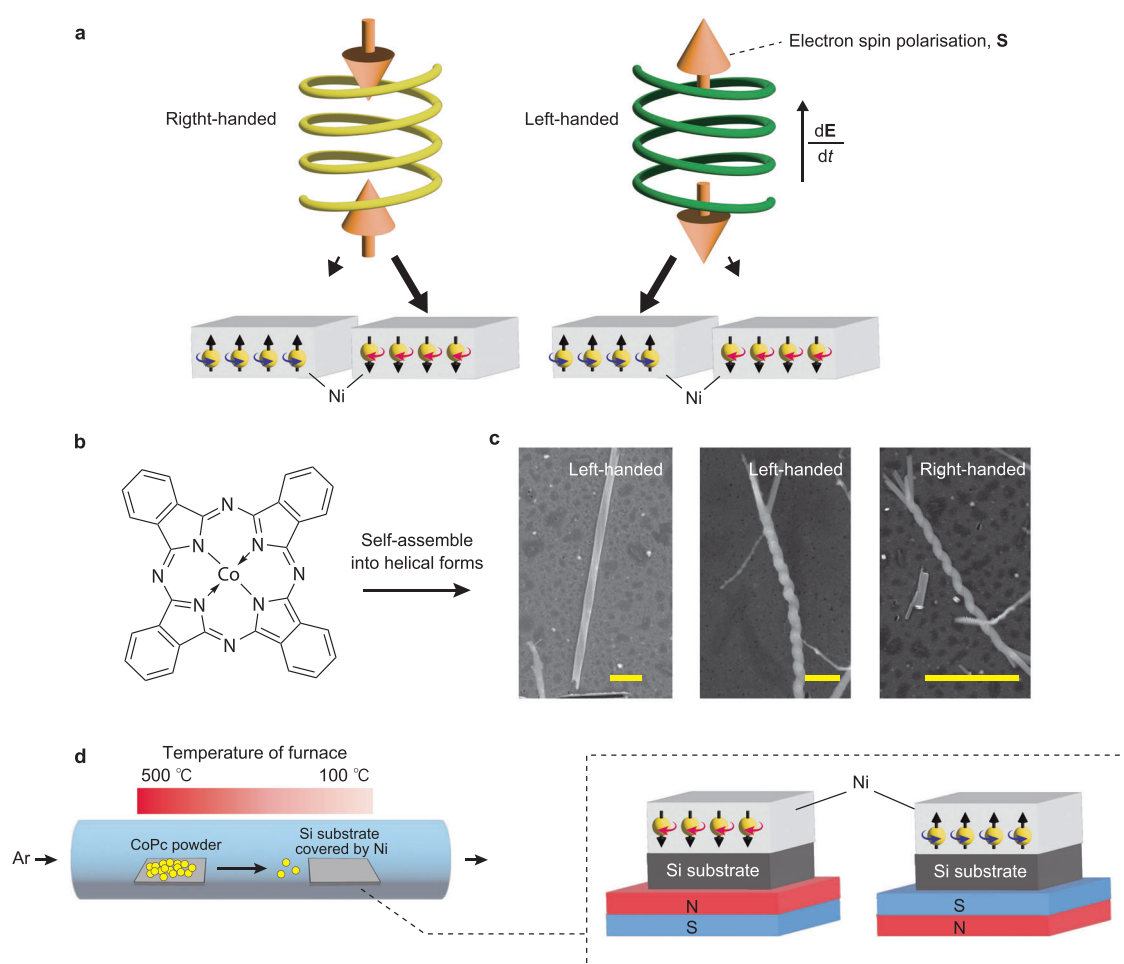 a
Electron spin polarisation, S
Rigtht-handed
Left-handed
dE
dt
Ni
Ni
b
c
N
N
N
N
N
N
N
N
Co
Self-assemble
into helical forms
Left-handed
Left-handed
Right-handed
d
Temperature of furnace
500 ℃
100 ℃
Ar
CoPc powder
Si substrate
covered by Ni
Ni
Si substrate
Si substrate
N
S
S
N